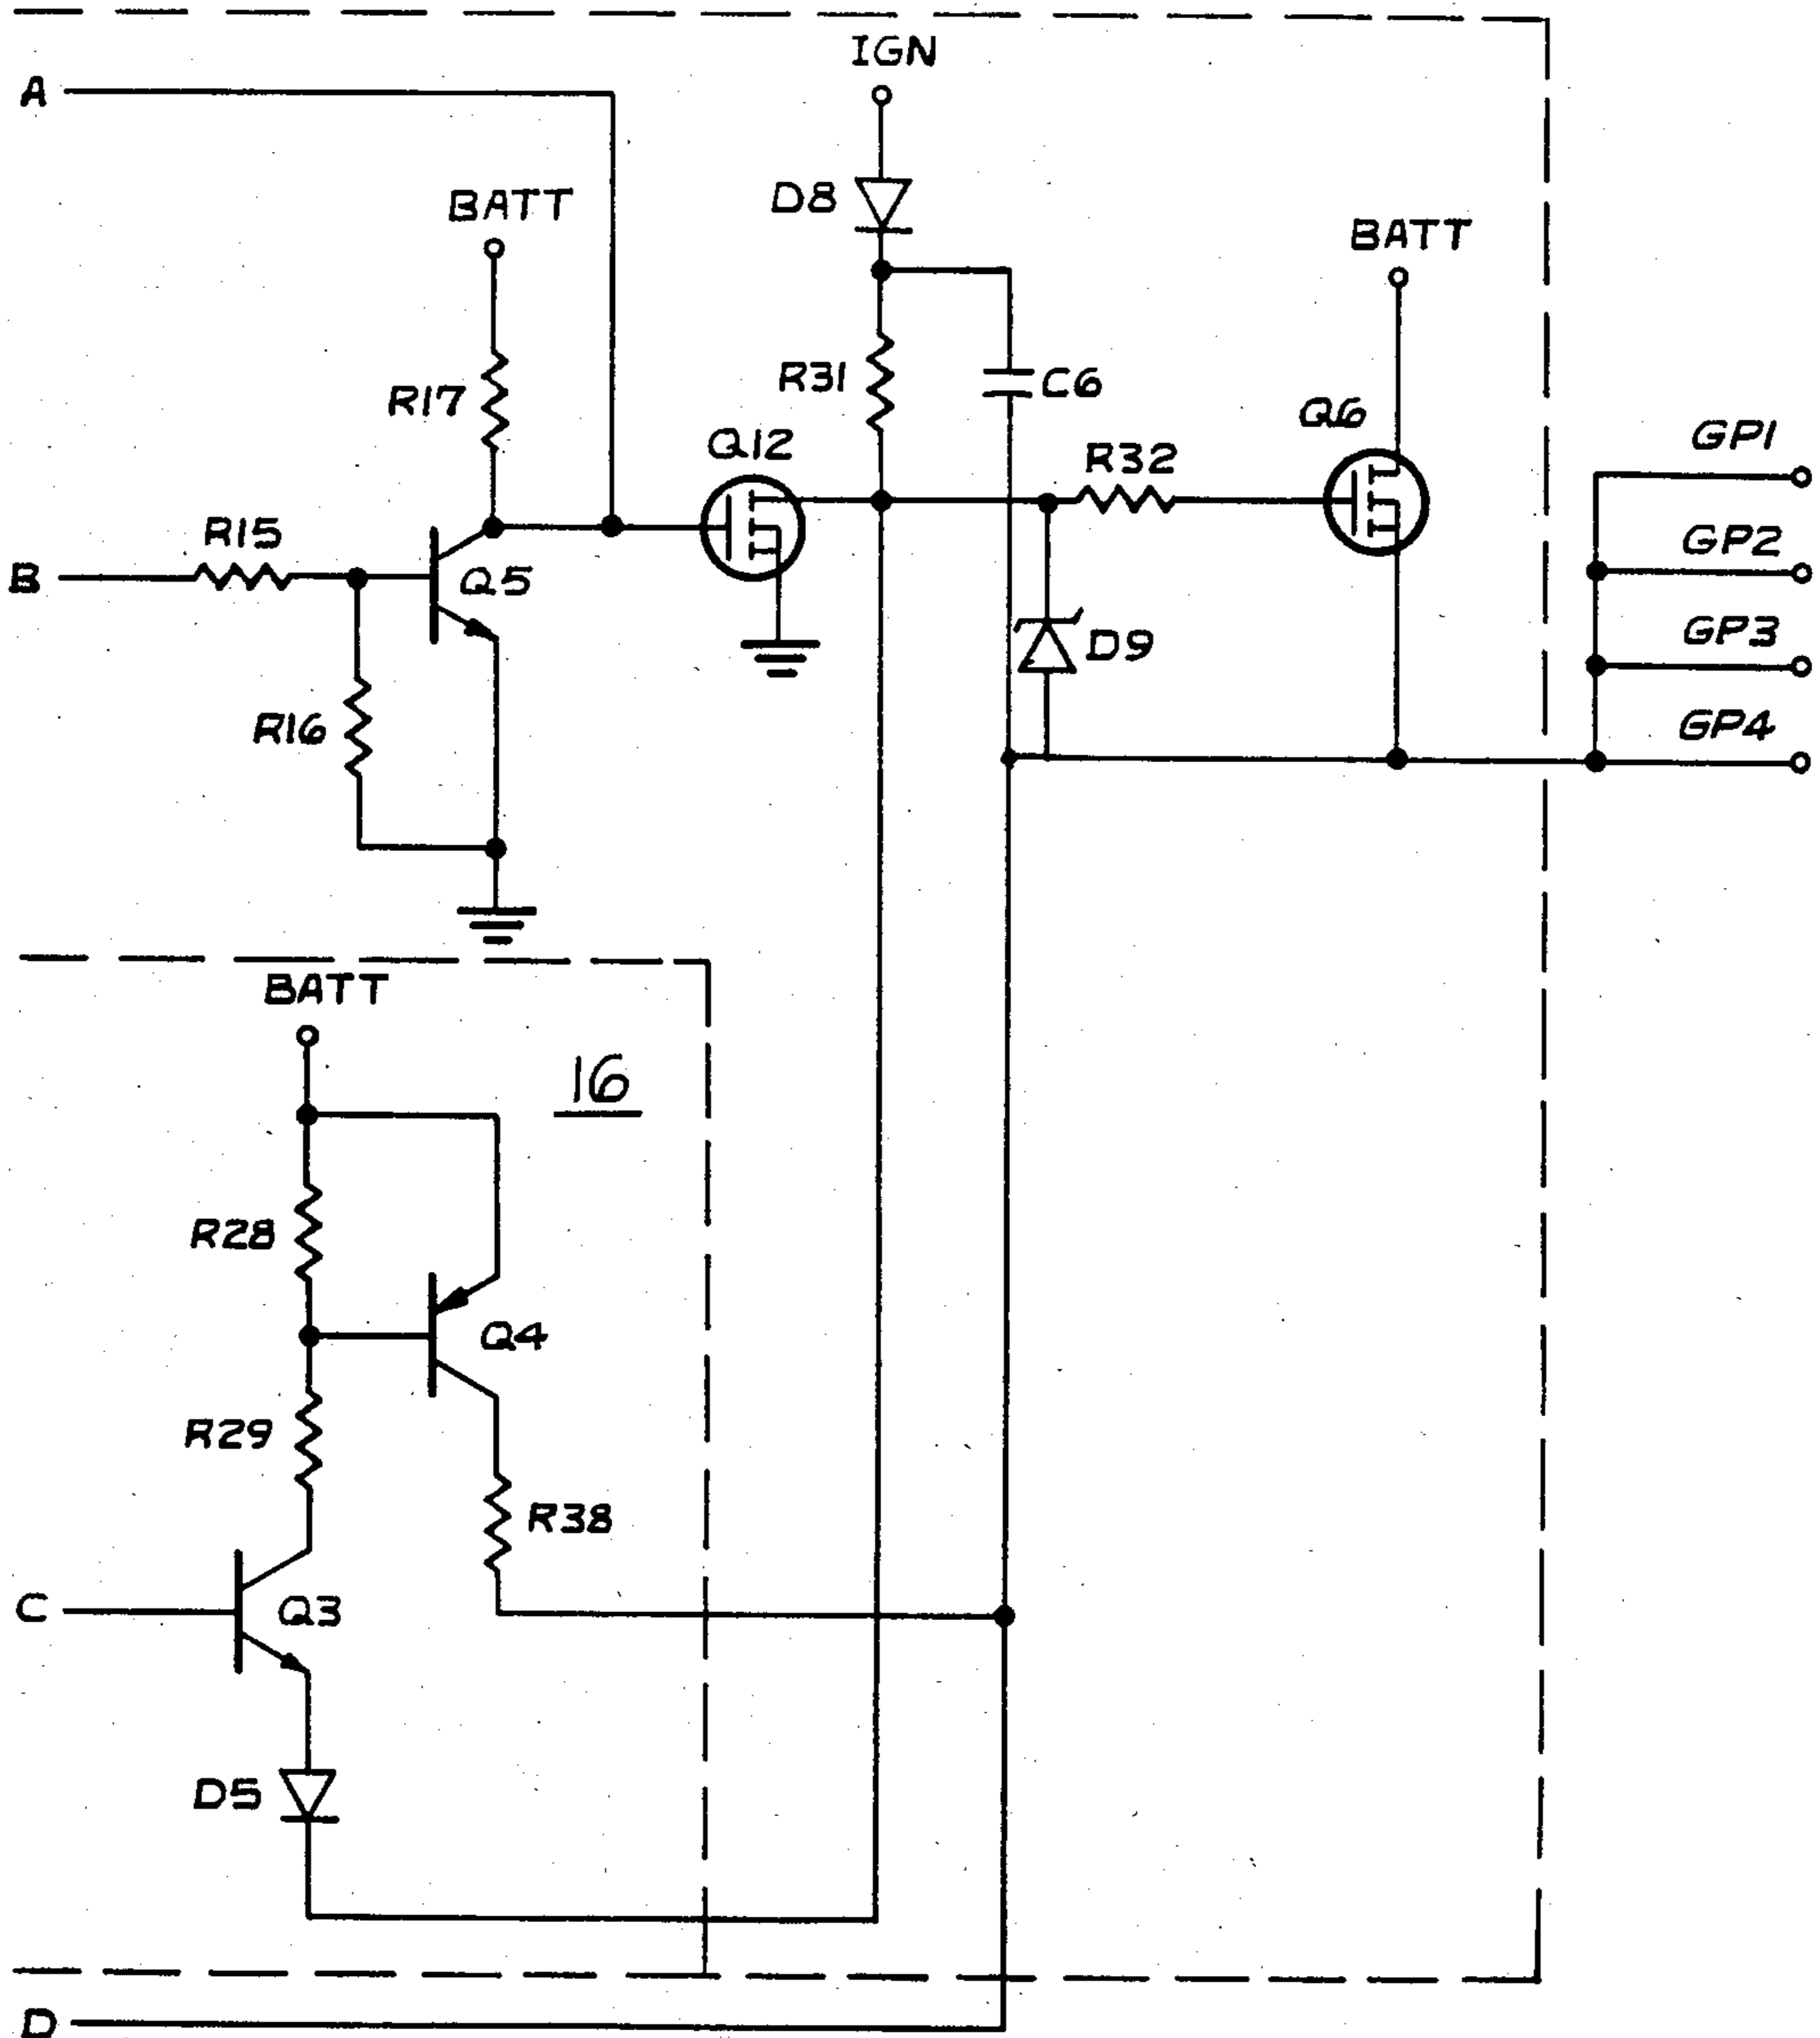 IGN
A
D8
BATT
BATT
R31
C6
R17
Q6
Q12
R32
GP1
R15
GP2
B
Q5
GP3
D9
R16
GP4
BATT
16
R28
Q4
R29
R38
C
Q3
D5
D